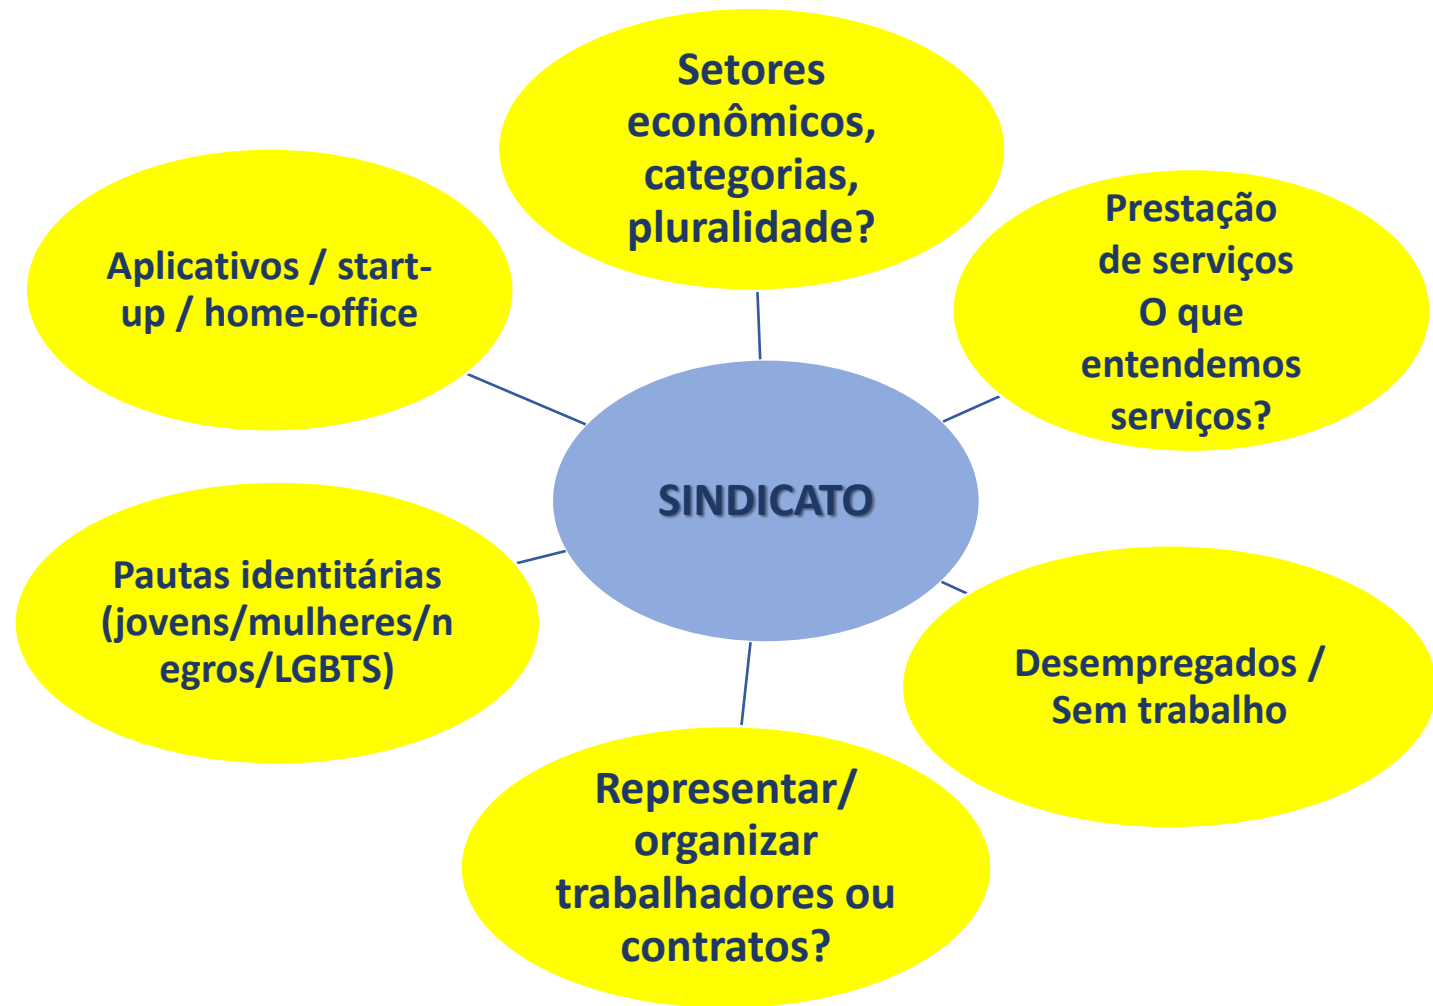 Setores
econômicos,
categorias,
pluralidade?
Prestação
de serviços
O que
entendemos
serviços?
Aplicativos / start-
up / home-office
SINDICATO
Pautas identitárias
(jovens/mulheres/n
egros/LGBTS)
Desempregados /
Sem trabalho
Representar/
organizar
trabalhadores ou
contratos?